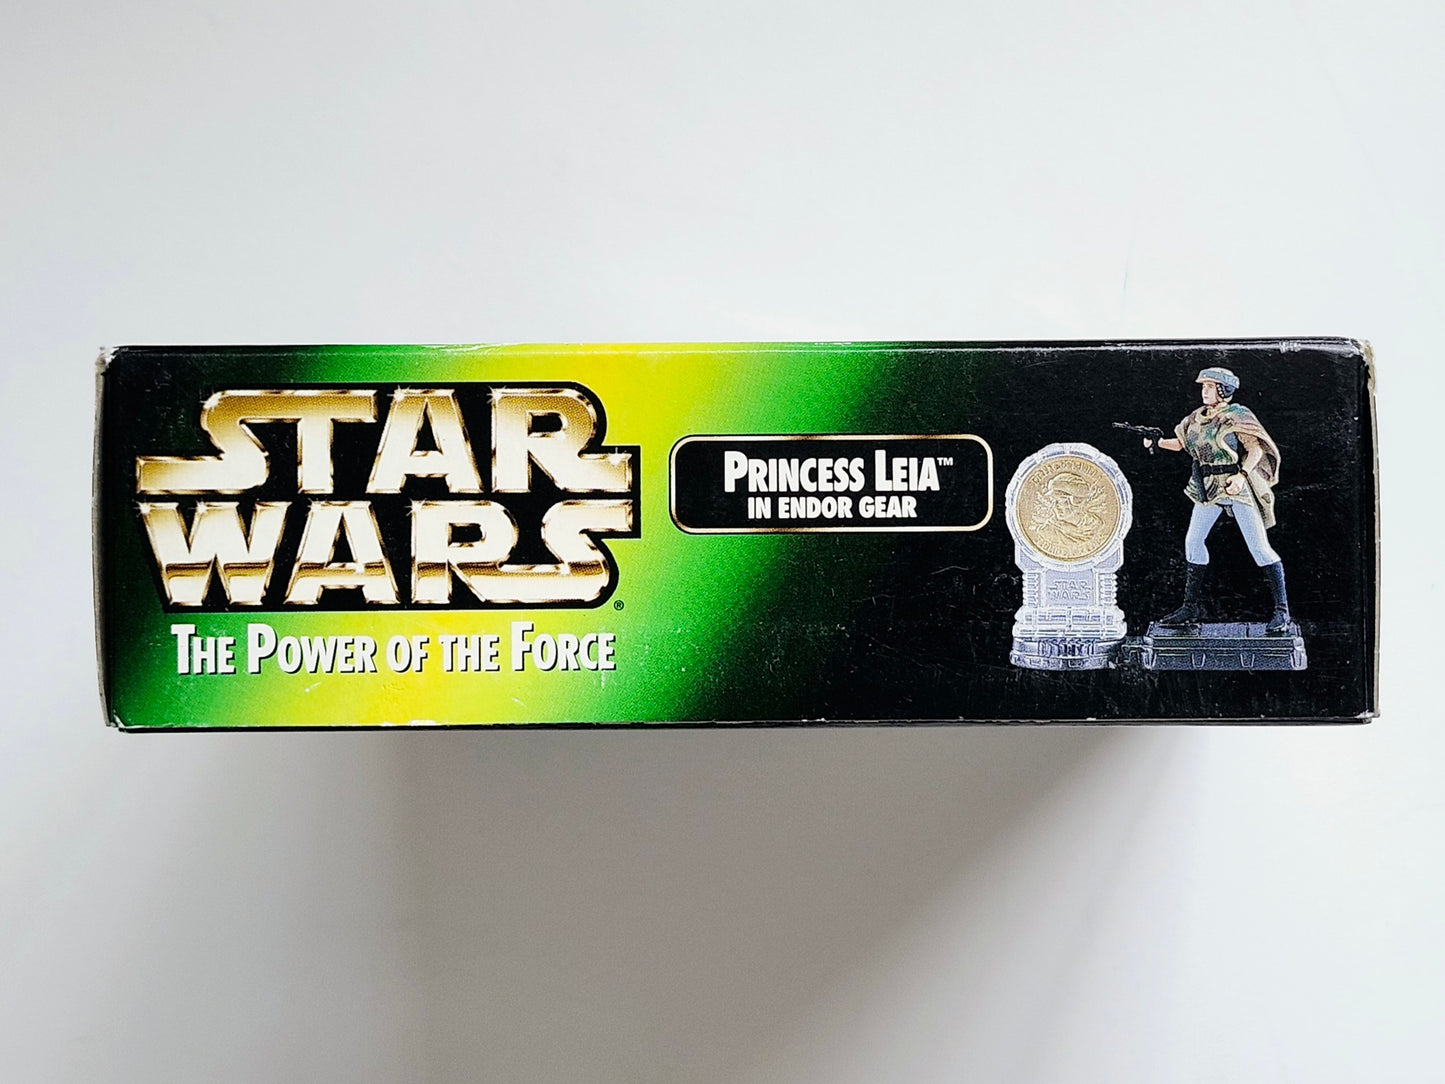 STAR
WARS®
THE POWER OF THE FORCE
PRINCESS LEIA™
IN ENDOR GEAR
STAR
WARS